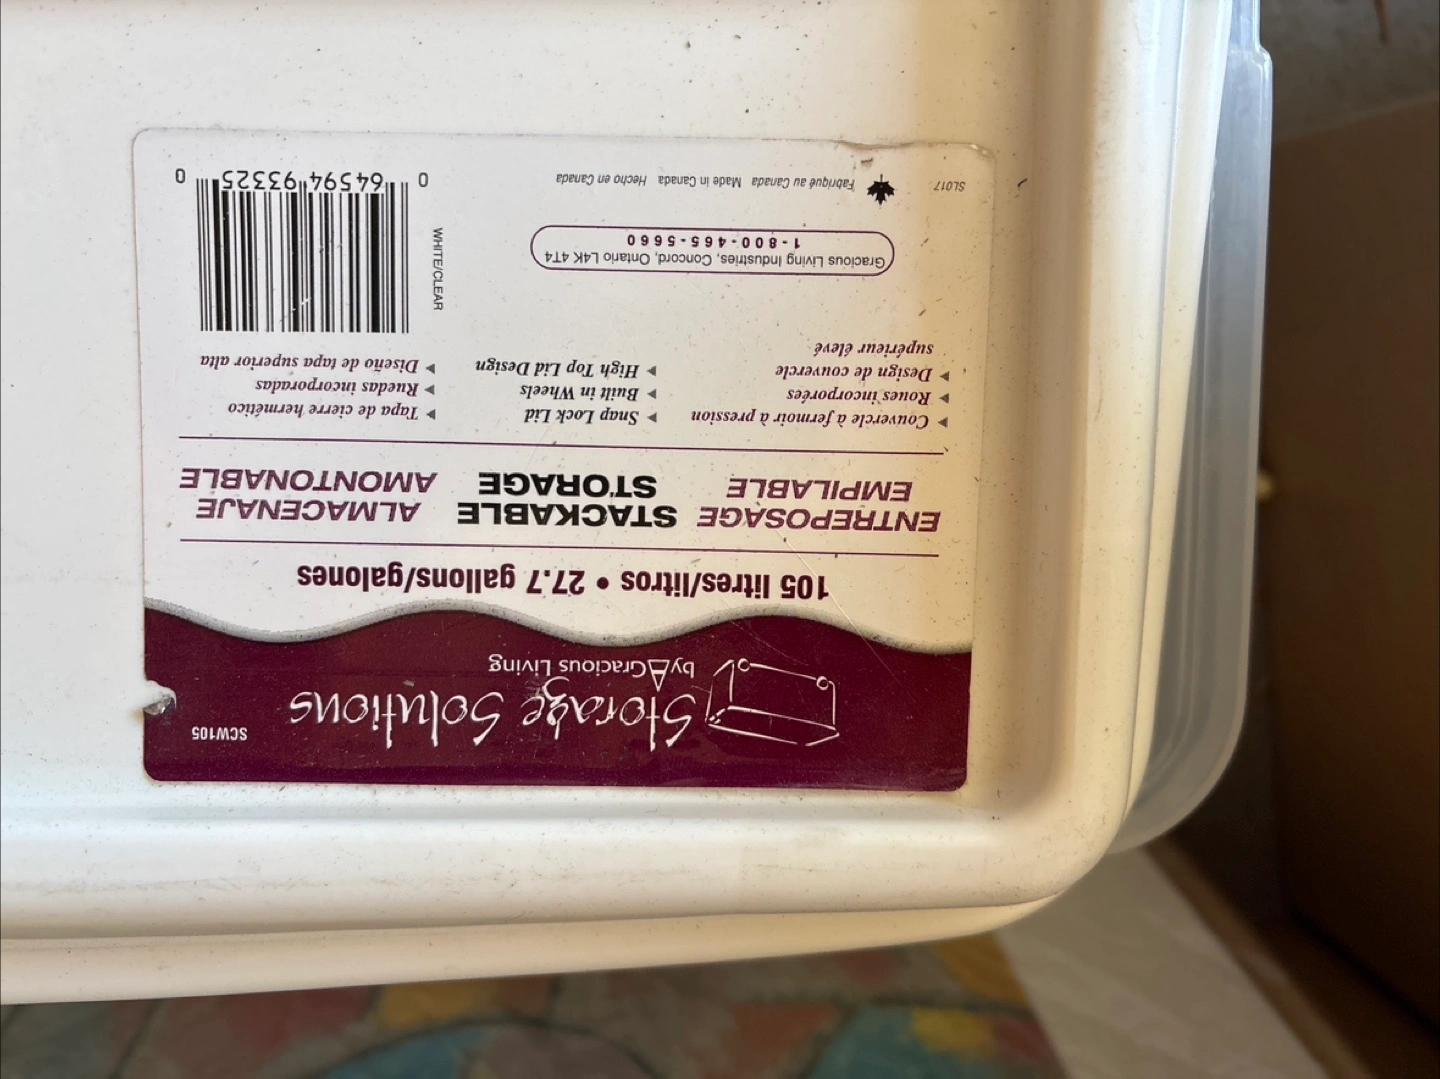 SCW105
Storage Solutions
by Gracious Living
105 litres/litros • 27.7 gallons/galones
ENTREPOSAGE
EMPILABLE
STACKABLE
STORAGE
ALMACENAJE
AMONTONABLE
Couvercle à fermoir à pression
Roues incorporées
Design de couvercle
supérieur élevé
Snap Lock Lid
Built in Wheels
High Top Lid Design
Tapa de cierre hermético
Ruedas incorporadas
Diseño de tapa superior alta
Gracious Living Industries, Concord, Ontario L4K 4T4
1-800-465-5660
SL017
Fabriqué au Canada Made in Canada Hecho en Canada
WHITE/CLEAR
0 64594 93325 0